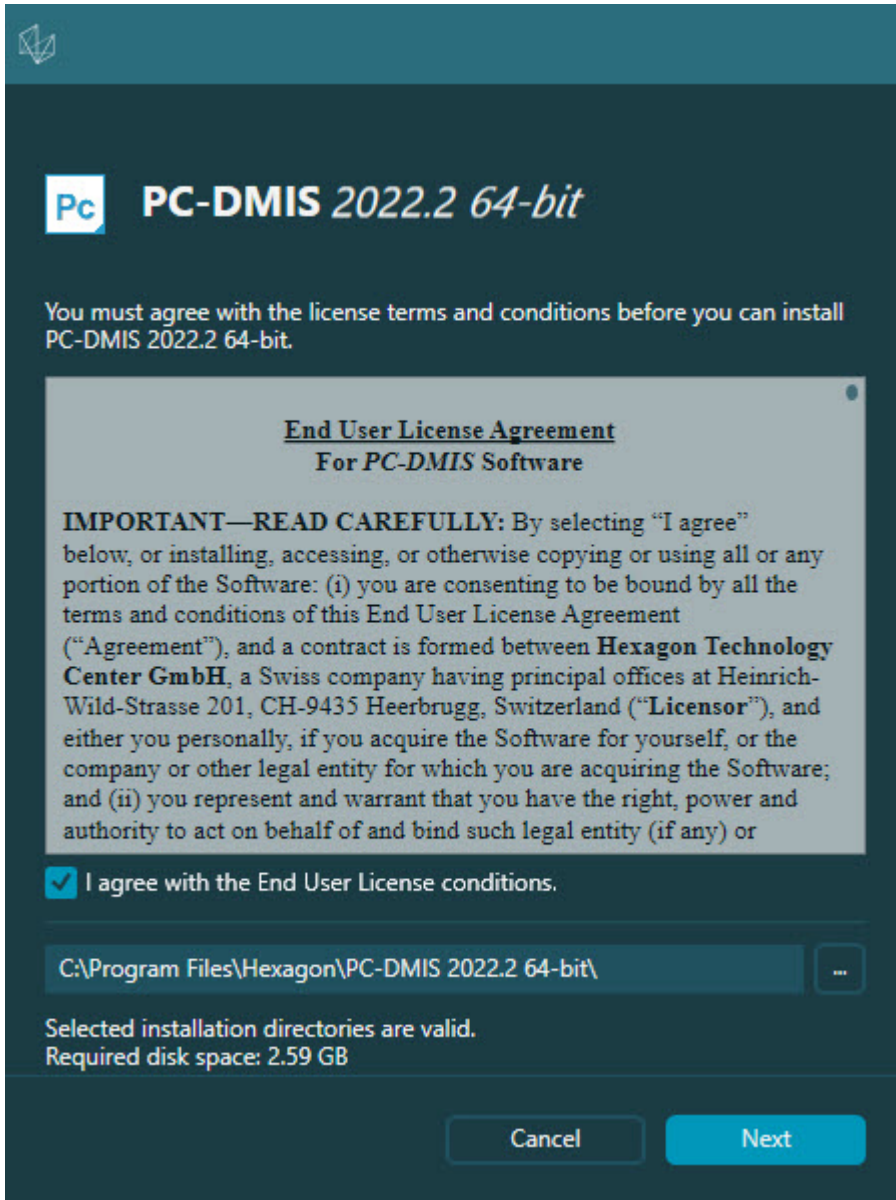 Pc
PC-DMIS 2022.2 64-bit
You must agree with the license terms and conditions before you can install
PC-DMIS 2022.2 64-bit.
End User License Agreement
For PC-DMIS Software
IMPORTANT—READ CAREFULLY: By selecting “I agree”
below, or installing, accessing, or otherwise copying or using all or any
portion of the Software: (i) you are consenting to be bound by all the
terms and conditions of this End User License Agreement
(“Agreement”), and a contract is formed between Hexagon Technology
Center GmbH, a Swiss company having principal offices at Heinrich-
Wild-Strasse 201, CH-9435 Heerbrugg, Switzerland (“Licensor”), and
either you personally, if you acquire the Software for yourself, or the
company or other legal entity for which you are acquiring the Software;
and (ii) you represent and warrant that you have the right, power and
authority to act on behalf of and bind such legal entity (if any) or
I agree with the End User License conditions.
C:\Program Files\Hexagon\PC-DMIS 2022.2 64-bit\
...
Selected installation directories are valid.
Required disk space: 2.59 GB
Cancel
Next